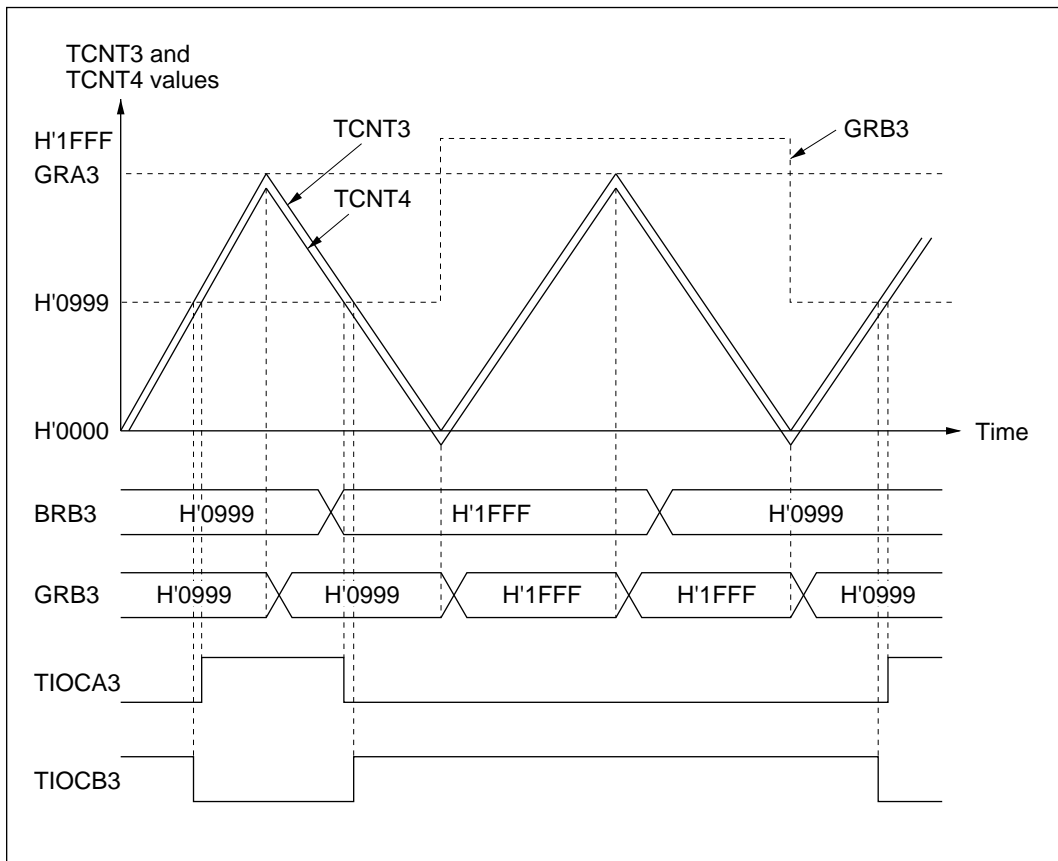 TCNT3 and
TCNT4 values
H'1FFF
TCNT3
GRB3
GRA3
TCNT4
H'0999
H'0000
Time
BRB3
H'0999
H'1FFF
H'0999
GRB3
H'0999
H'0999
H'1FFF
H'1FFF
H'0999
TIOCA3
TIOCB3